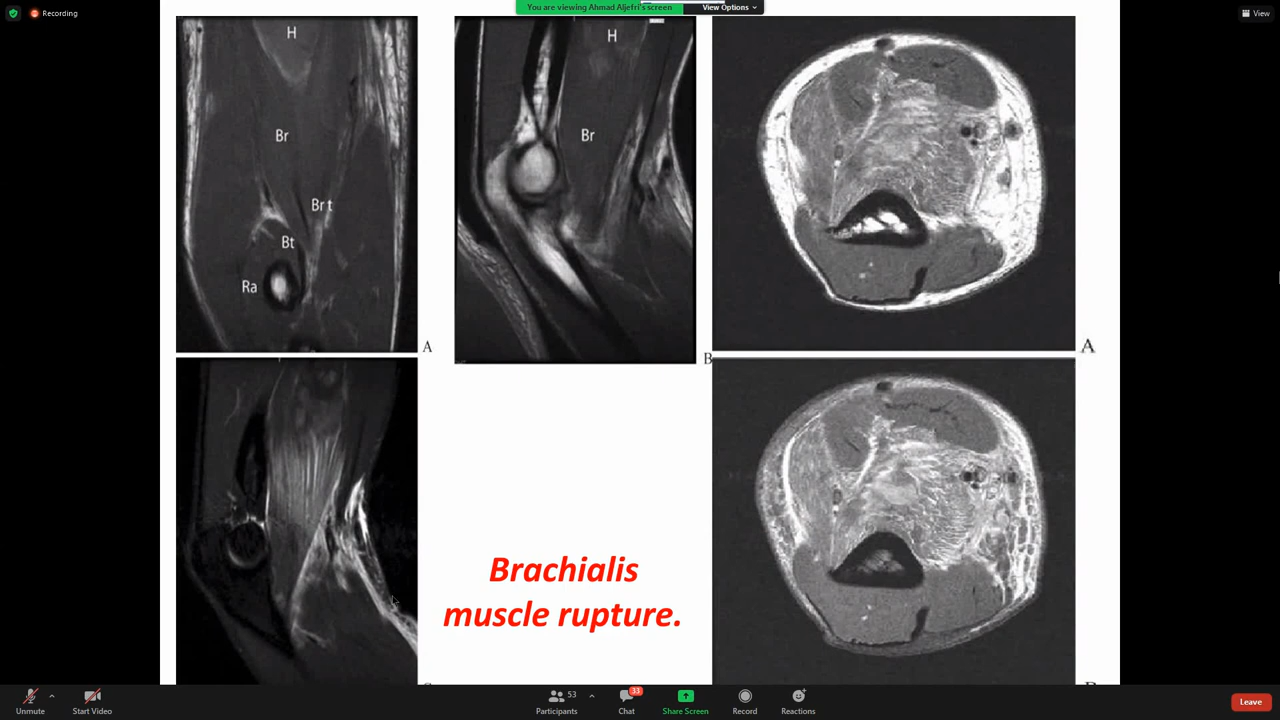 Recording
You are viewing Ahmad Aljefri's screen
View Options
View
H
Br
Br t
Bt
Ra
A
H
Br
B
A
Brachialis
muscle rupture.
Unmute
Start Video
53
Participants
33
Chat
Share Screen
Record
Reactions
Leave